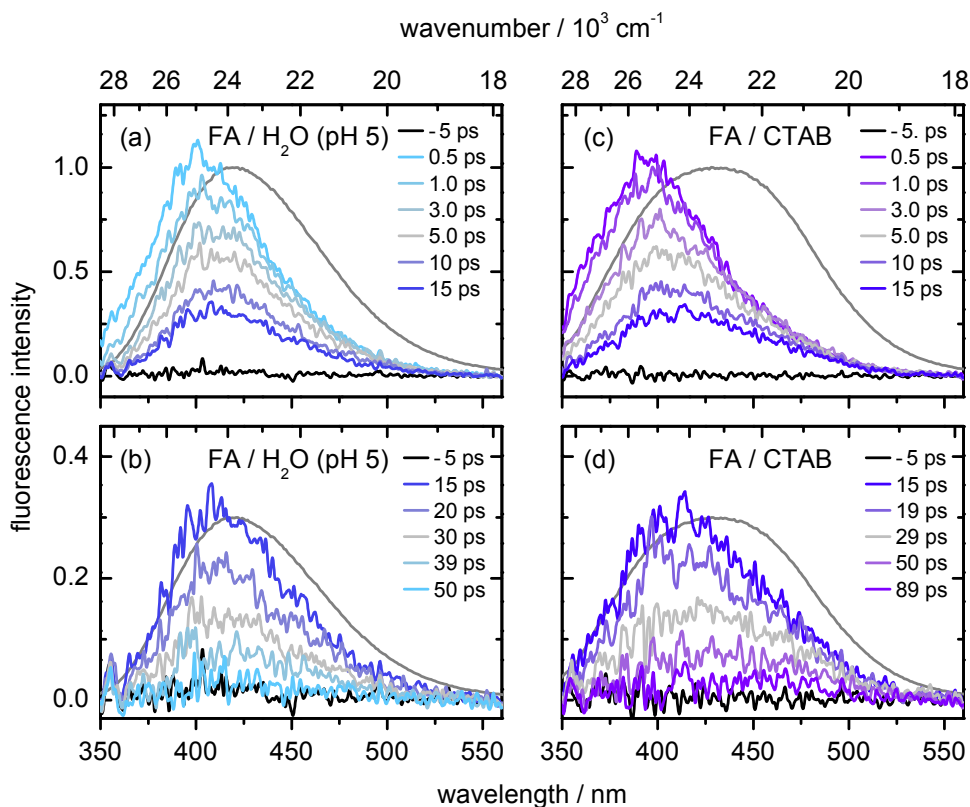 wavenumber / 10³ cm⁻¹
28 26 24 22 20 18
28 26 24 22 20 18
(a) FA / H₂O (pH 5)
- 5 ps
0.5 ps
1.0 ps
3.0 ps
5.0 ps
10 ps
15 ps
(c) FA / CTAB
- 5. ps
0.5 ps
1.0 ps
3.0 ps
5.0 ps
10 ps
15 ps
1.0
0.5
0.0
fluorescence intensity
(b) FA / H₂O (pH 5)
- 5 ps
15 ps
20 ps
30 ps
39 ps
50 ps
(d) FA / CTAB
- 5 ps
15 ps
19 ps
29 ps
50 ps
89 ps
0.4
0.2
0.0
350 400 450 500 550
350 400 450 500 550
wavelength / nm